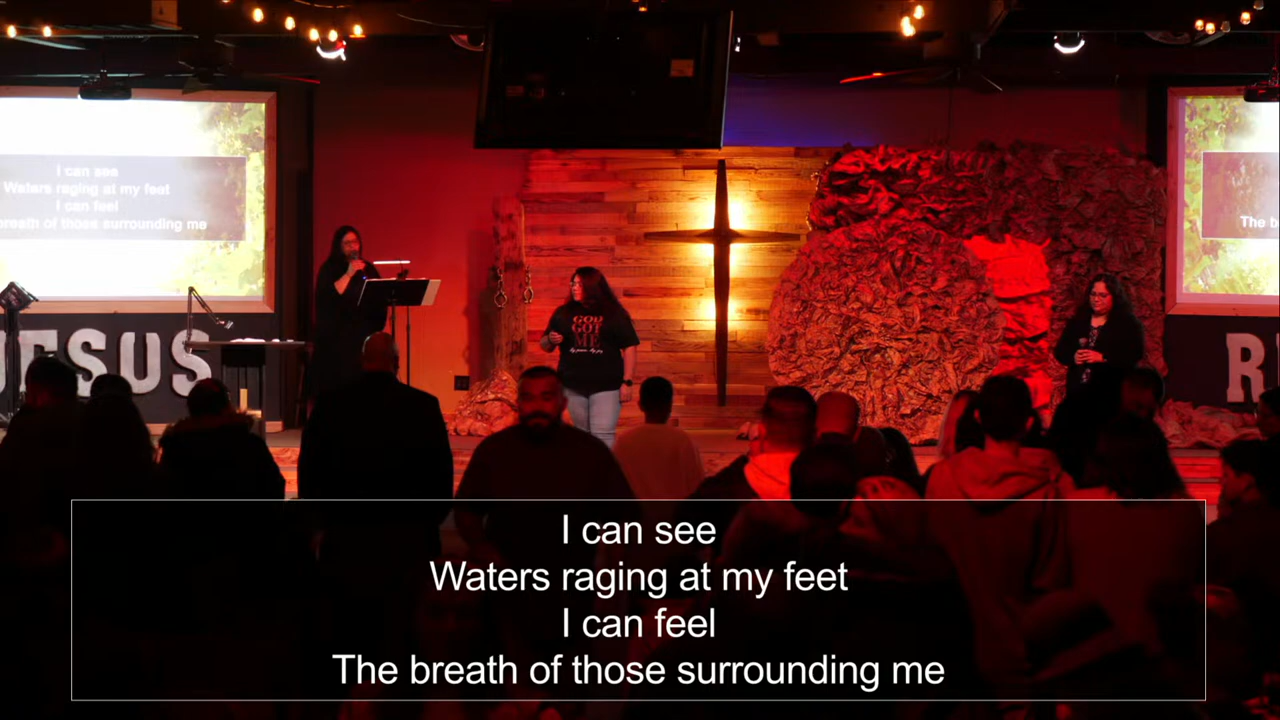 I can see
Waters raging at my feet
I can feel
breath of those surrounding me
The b
JESUS
R
GOD
GOT
ME
I can see
Waters raging at my feet
I can feel
The breath of those surrounding me